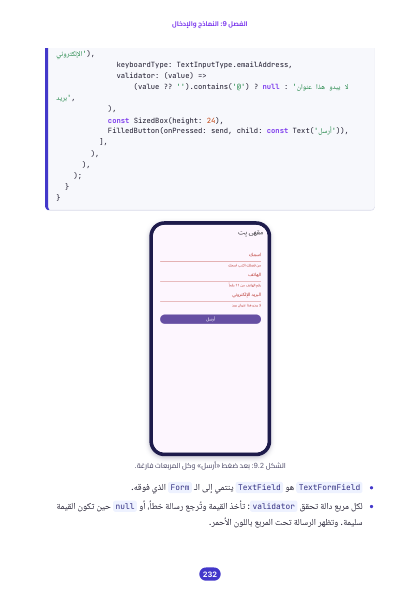 الفصل 9: النماذج والإدخال
الإلكتروني'),
keyboardType: TextInputType.emailAddress,
validator: (value) =>
(value ?? '').contains('@') ? null : 'لا يبدو هذا عنوان
بريد',
),
const SizedBox(height: 24),
FilledButton(onPressed: send, child: const Text('أرسل')),
],
),
),
);
}
}
مقهى بِت
اسمك
الهاتف
البريد الإلكتروني
أرسل
الشكل 9.2: بعد ضغط «أرسل» وكل المربعات فارغة.
TextFormField هو TextField ينتمي إلى الـ Form الذي فوقه.
لكل مربع دالة تحقق validator: تأخذ القيمة وتُرجع رسالة خطأ، أو null حين تكون القيمة
سليمة. وتظهر الرسالة تحت المربع باللون الأحمر.
232